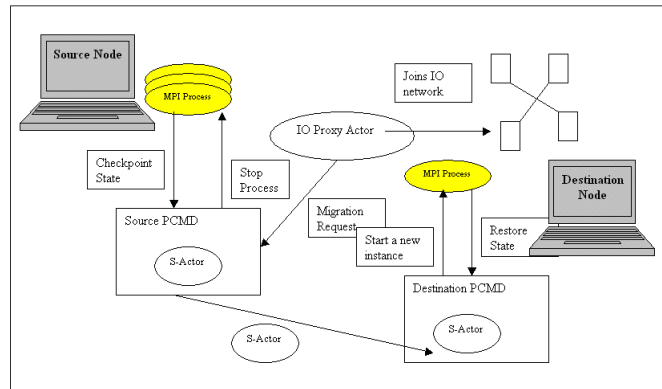 Source Node
MPI Process
Joins IO
network
IO Proxy Actor
Checkpoint
State
Stop
Process
MPI Process
Destination
Node
Migration
Request
Start a new
instance
Restore
State
Source PCMD
S-Actor
Destination PCMD
S-Actor
S-Actor